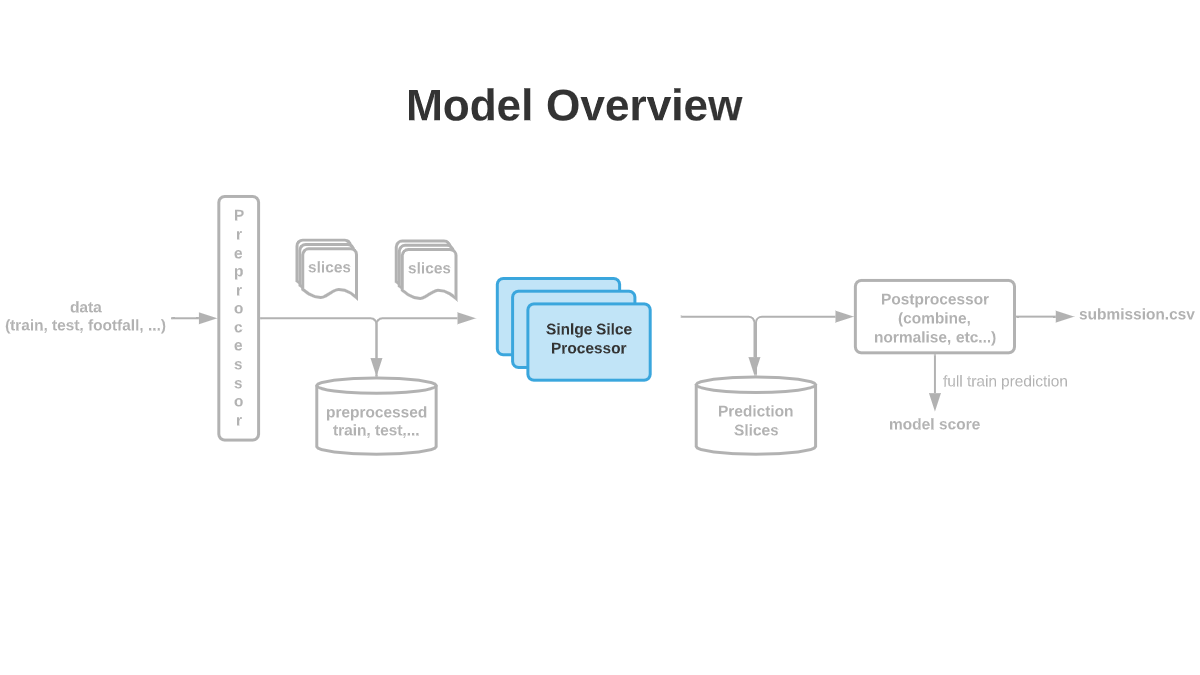 Model Overview
data
(train, test, footfall, ...)
P
r
e
p
r
o
c
e
s
s
o
r
slices
slices
preprocessed
train, test,...
Sinlge Silce
Processor
Prediction
Slices
Postprocessor
(combine,
normalise, etc...)
submission.csv
full train prediction
model score